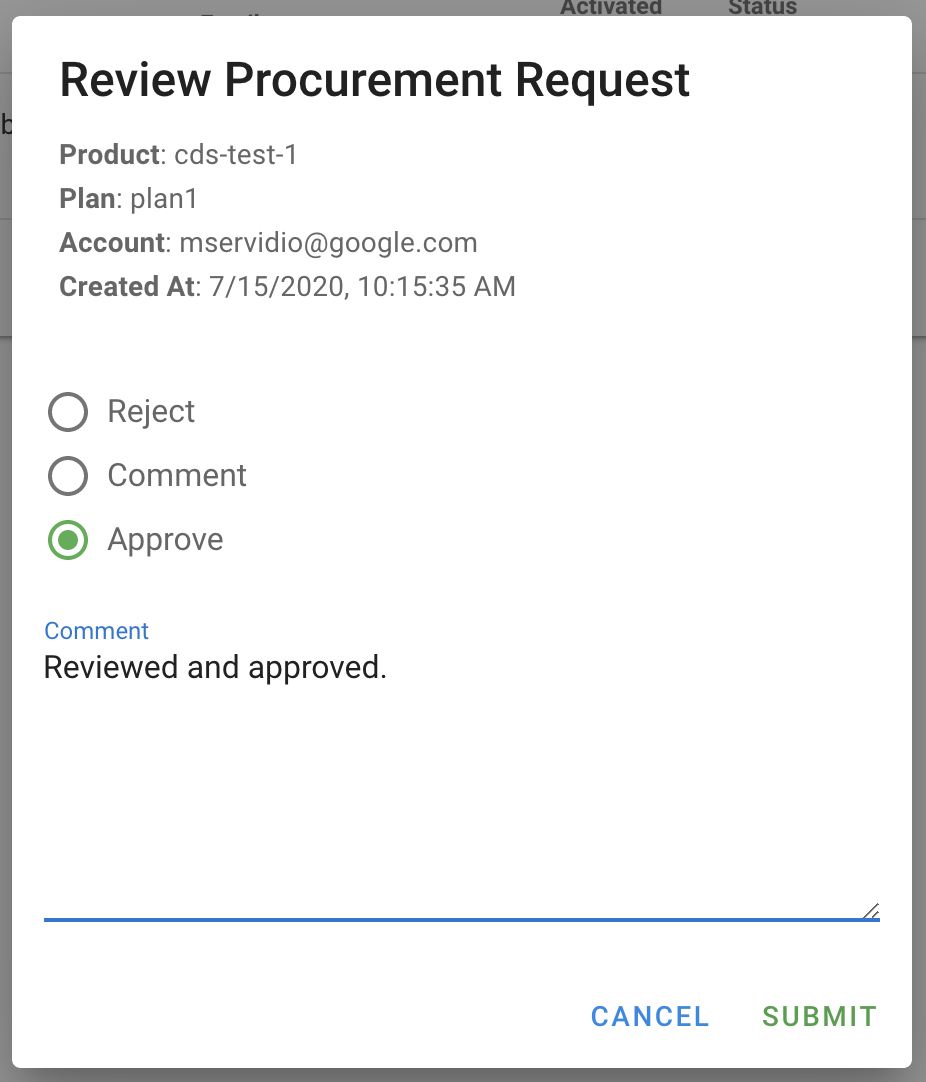 Activated Status
Review Procurement Request
Product: cds-test-1
Plan: plan1
Account: mservidio@google.com
Created At: 7/15/2020, 10:15:35 AM
Reject
Comment
Approve
Comment
Reviewed and approved.
CANCEL SUBMIT